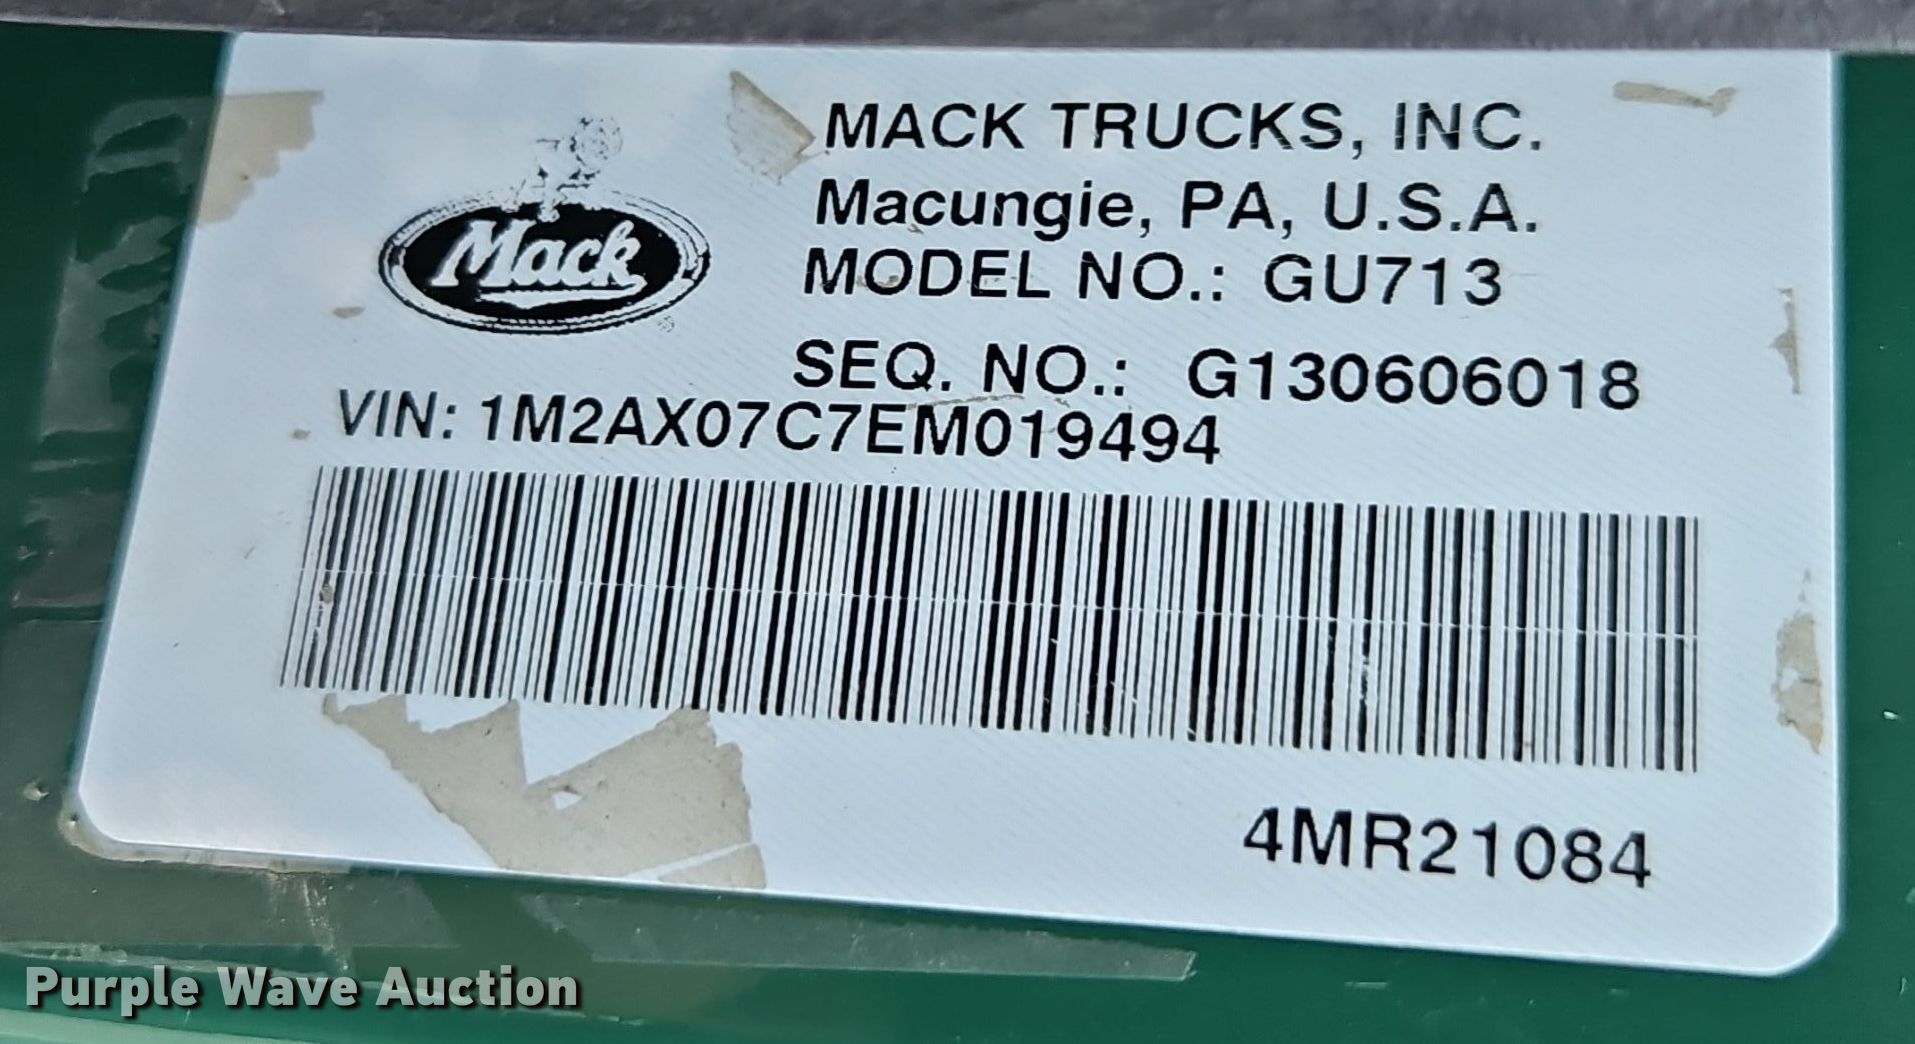 Mack
MACK TRUCKS, INC.
Macungie, PA, U.S.A.
MODEL NO.: GU713
SEQ. NO.: G130606018
VIN: 1M2AX07C7EM019494
4MR21084
Purple Wave Auction